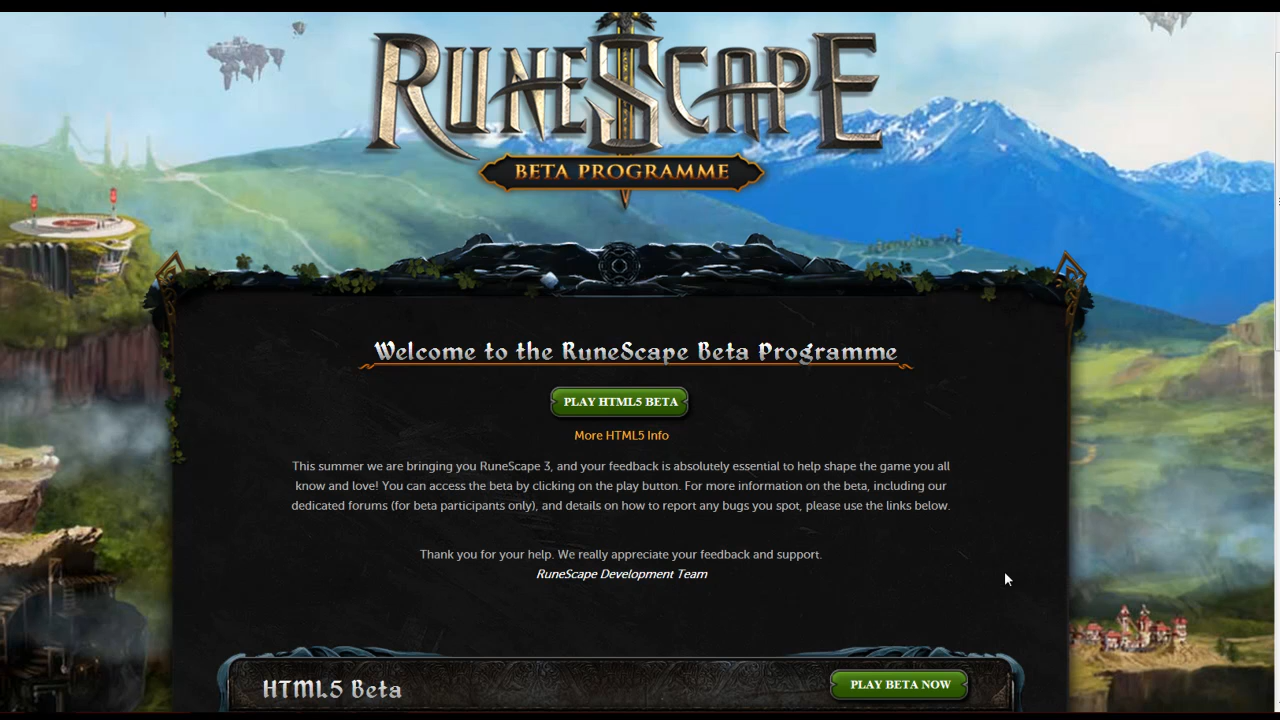 RuneScape
BETA PROGRAMME
Welcome to the RuneScape Beta Programme
PLAY HTML5 BETA
More HTML5 Info
This summer we are bringing you RuneScape 3, and your feedback is absolutely essential to help shape the game you all
know and love! You can access the beta by clicking on the play button. For more information on the beta, including our
dedicated forums (for beta participants only), and details on how to report any bugs you spot, please use the links below.
Thank you for your help. We really appreciate your feedback and support.
RuneScape Development Team
HTML5 Beta
PLAY BETA NOW